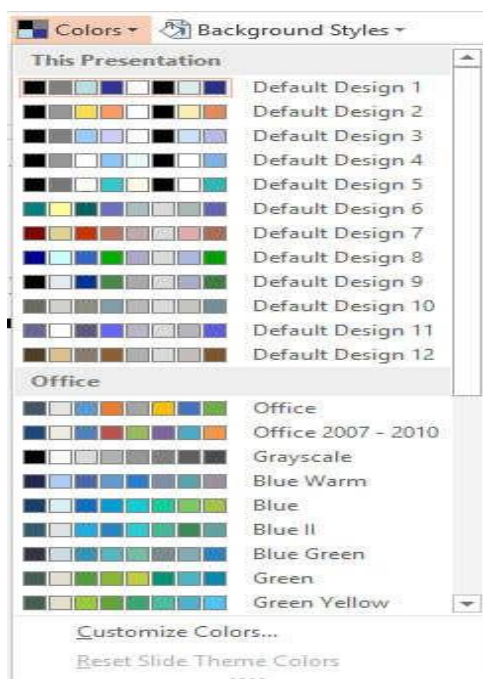 Colors Background Styles
This Presentation
Default Design 1
Default Design 2
Default Design 3
Default Design 4
Default Design 5
Default Design 6
Default Design 7
Default Design 8
Default Design 9
Default Design 10
Default Design 11
Default Design 12
Office
Office
Office 2007 - 2010
Grayscale
Blue Warm
Blue
Blue II
Blue Green
Green
Green Yellow
Customize Colors...
Reset Slide Theme Colors